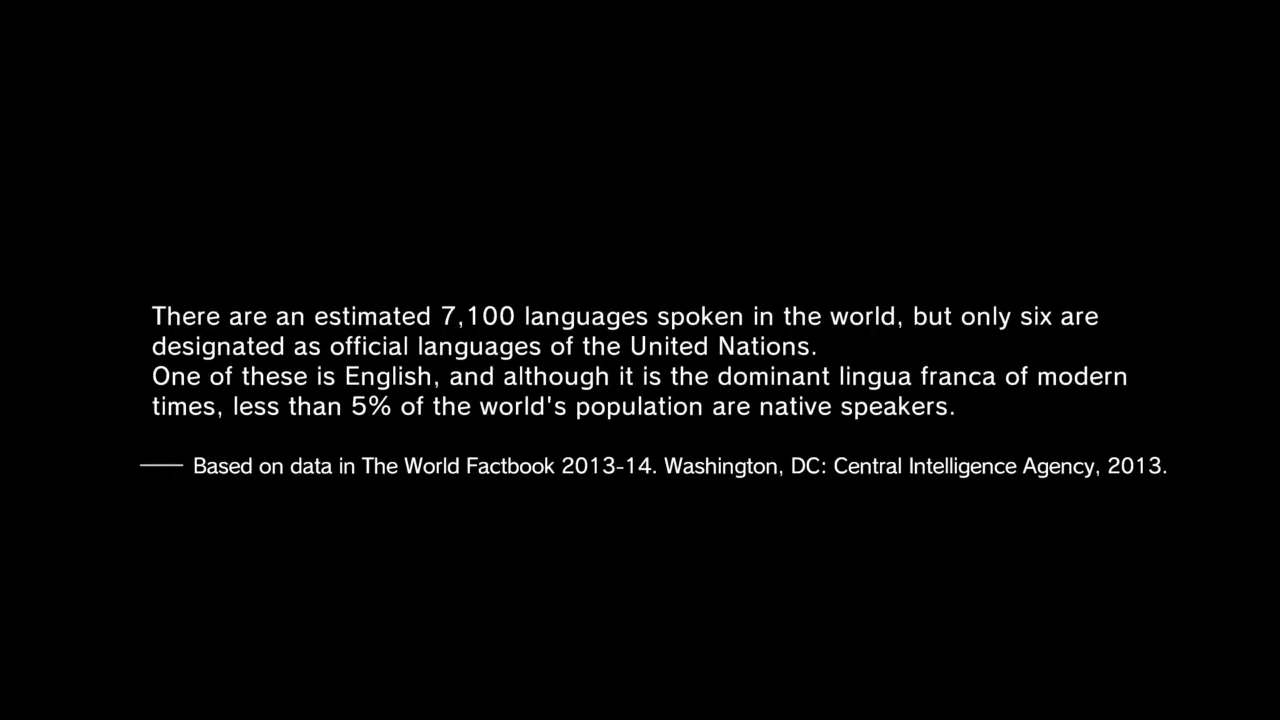 There are an estimated 7,100 languages spoken in the world, but only six are
designated as official languages of the United Nations.
One of these is English, and although it is the dominant lingua franca of modern
times, less than 5% of the world's population are native speakers.
—— Based on data in The World Factbook 2013-14. Washington, DC: Central Intelligence Agency, 2013.